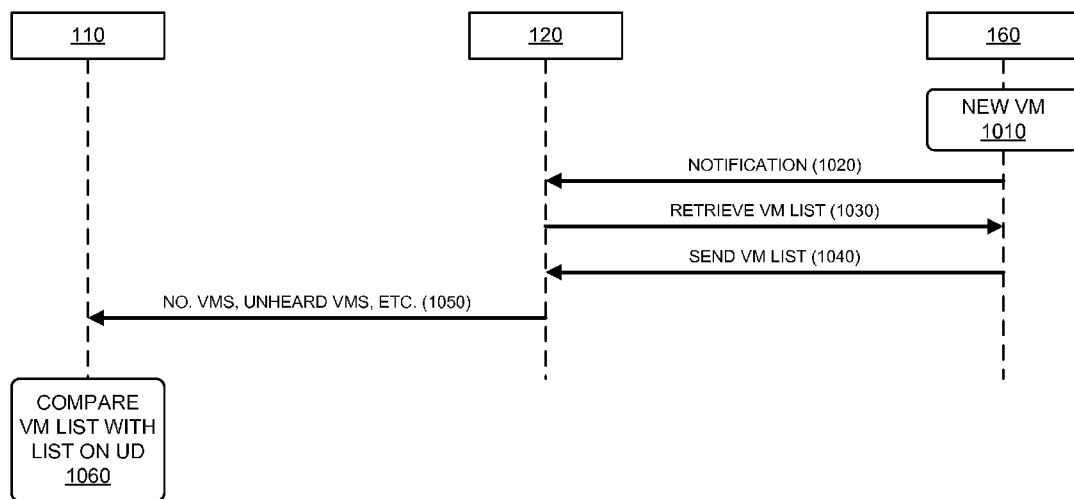 110
120
160
NEW VM
1010
NOTIFICATION (1020)
RETRIEVE VM LIST (1030)
SEND VM LIST (1040)
NO. VMS, UNHEARD VMS, ETC. (1050)
COMPARE
VM LIST WITH
LIST ON UD
1060